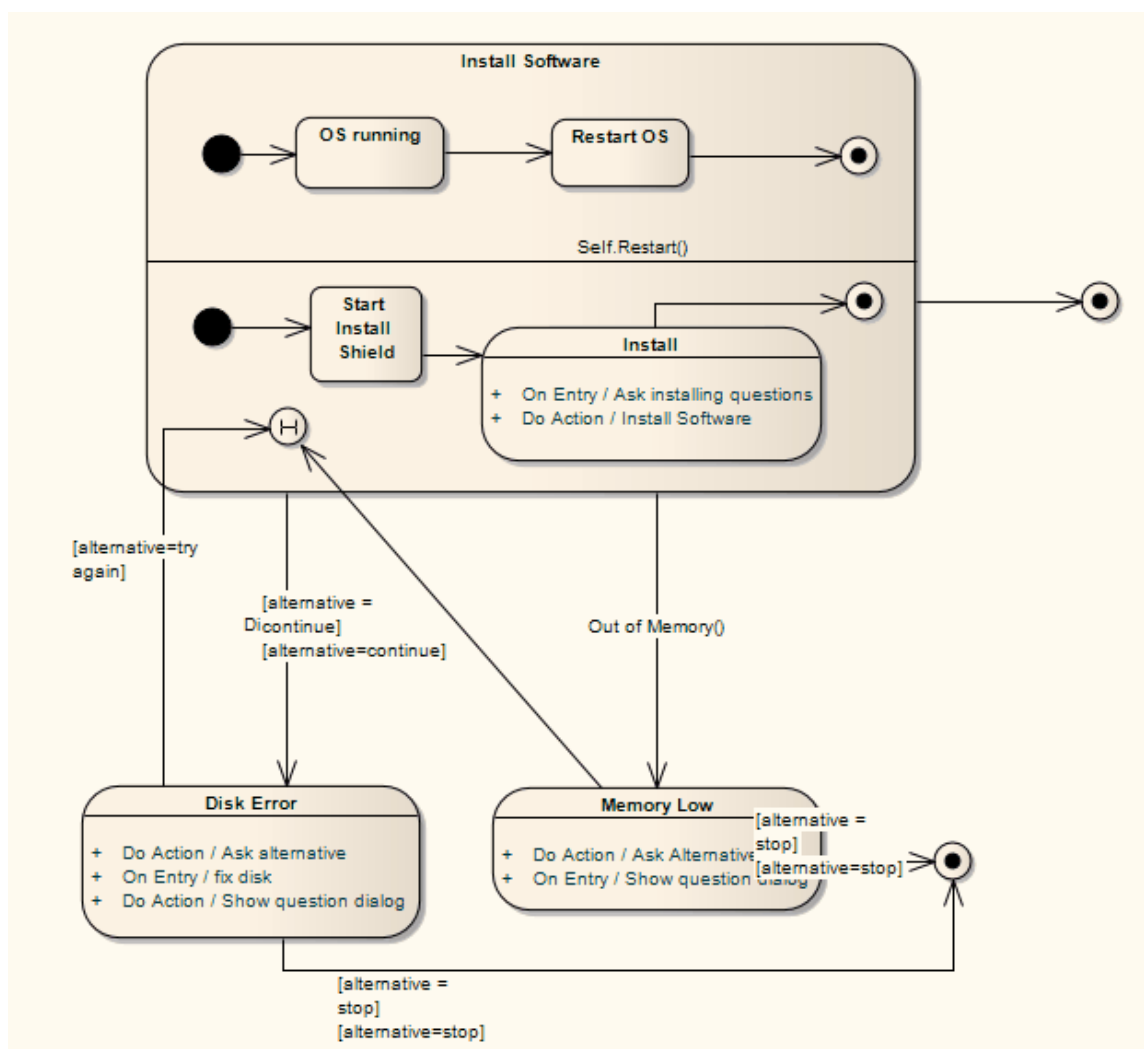 Install Software
OS running
Restart OS
Self.Restart()
Start
Install
Shield
Install
+ On Entry / Ask installing questions
+ Do Action / Install Software
H
[alternative=try
again]
[alternative =
Dicontinue]
[alternative=continue]
Out of Memory()
Disk Error
+ Do Action / Ask alternative
+ On Entry / fix disk
+ Do Action / Show question dialog
Memory Low
+ Do Action / Ask Alternative
+ On Entry / Show question dialog
[alternative =
stop]
[alternative=stop]
[alternative =
stop]
[alternative=stop]